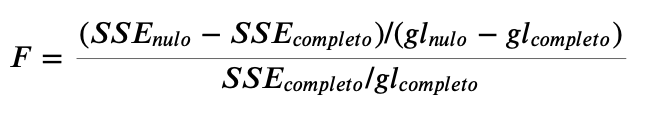 F = (SSE_nulo − SSE_completo)/(gl_nulo − gl_completo)
SSE_completo/gl_completo